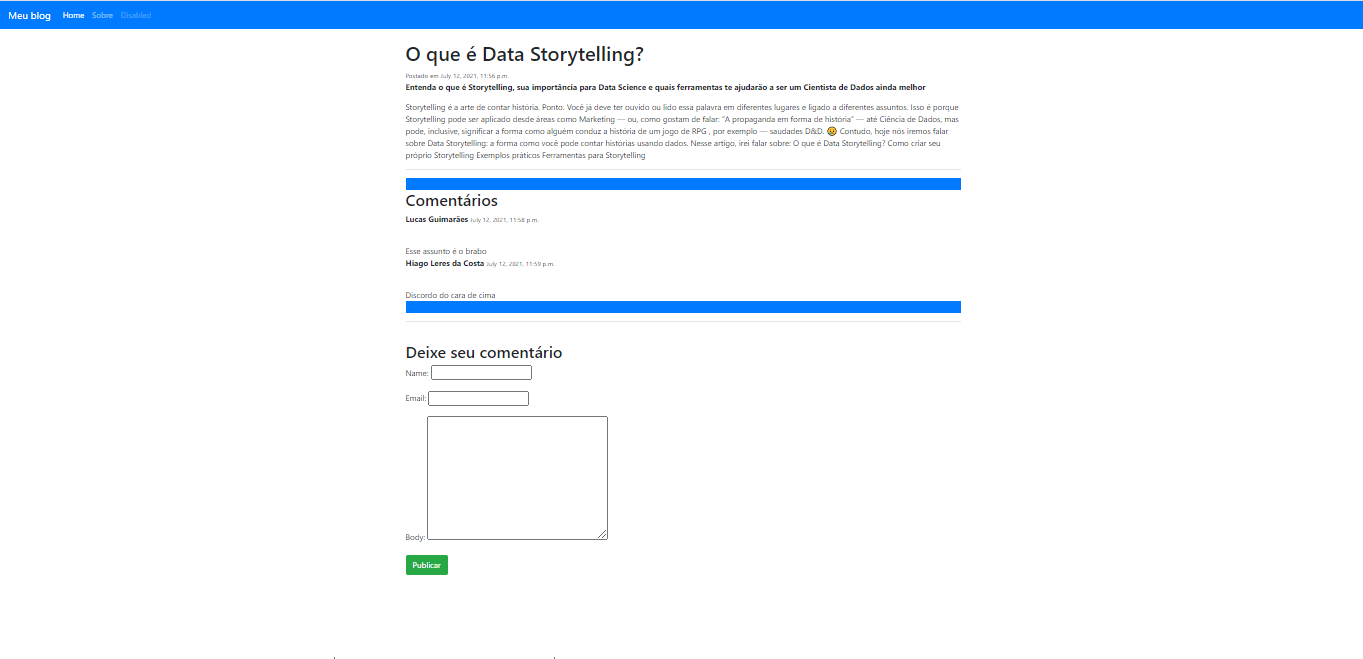 Meu blog Home Sobre Disabled
O que é Data Storytelling?
Postado em July 12, 2021, 11:56 p.m.
Entenda o que é Storytelling, sua importância para Data Science e quais ferramentas te ajudarão a ser um Cientista de Dados ainda melhor
Storytelling é a arte de contar história. Ponto. Você já deve ter ouvido ou lido essa palavra em diferentes lugares e ligado a diferentes assuntos. Isso é porque
Storytelling pode ser aplicado desde áreas como Marketing — ou, como gostam de falar: "A propaganda em forma de história" — até Ciência de Dados, mas
pode, inclusive, significar a forma como alguém conduz a história de um jogo de RPG , por exemplo — saudades D&D. 😥 Contudo, hoje nós iremos falar
sobre Data Storytelling: a forma como você pode contar histórias usando dados. Nesse artigo, irei falar sobre: O que é Data Storytelling? Como criar seu
próprio Storytelling Exemplos práticos Ferramentas para Storytelling
Comentários
Lucas Guimarães July 12, 2021, 11:58 p.m.
Esse assunto é o brabo
Hiago Leres da Costa July 12, 2021, 11:59 p.m.
Discordo do cara de cima
Deixe seu comentário
Name:
Email:
Body:
Publicar